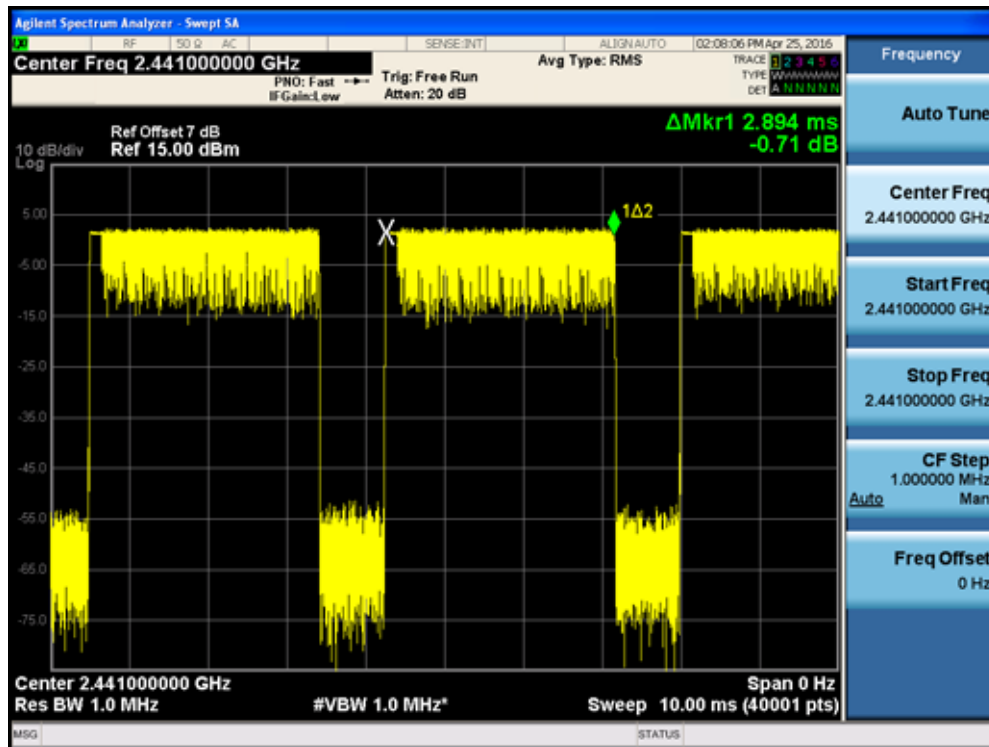 Agilent Spectrum Analyzer - Swept SA
RF 50 Ω AC SENSE:INT ALIGNAUTO 02:08:06 PM Apr 25, 2016
Center Freq 2.441000000 GHz
PNO: Fast
IFGain:Low
Trig: Free Run
Atten: 20 dB
Avg Type: RMS
TRACE 1 2 3 4 5 6
TYPE
DET A N N N N N
Ref Offset 7 dB
10 dB/div Ref 15.00 dBm
Log
ΔMkr1 2.894 ms
-0.71 dB
5.00
-5.00
-15.0
-25.0
-35.0
-45.0
-55.0
-65.0
-75.0
1Δ2
Center 2.441000000 GHz
Span 0 Hz
Res BW 1.0 MHz
#VBW 1.0 MHz*
Sweep 10.00 ms (40001 pts)
MSG
STATUS
Frequency
Auto Tune
Center Freq
2.441000000 GHz
Start Freq
2.441000000 GHz
Stop Freq
2.441000000 GHz
CF Step
1.000000 MHz
Auto Man
Freq Offset
0 Hz